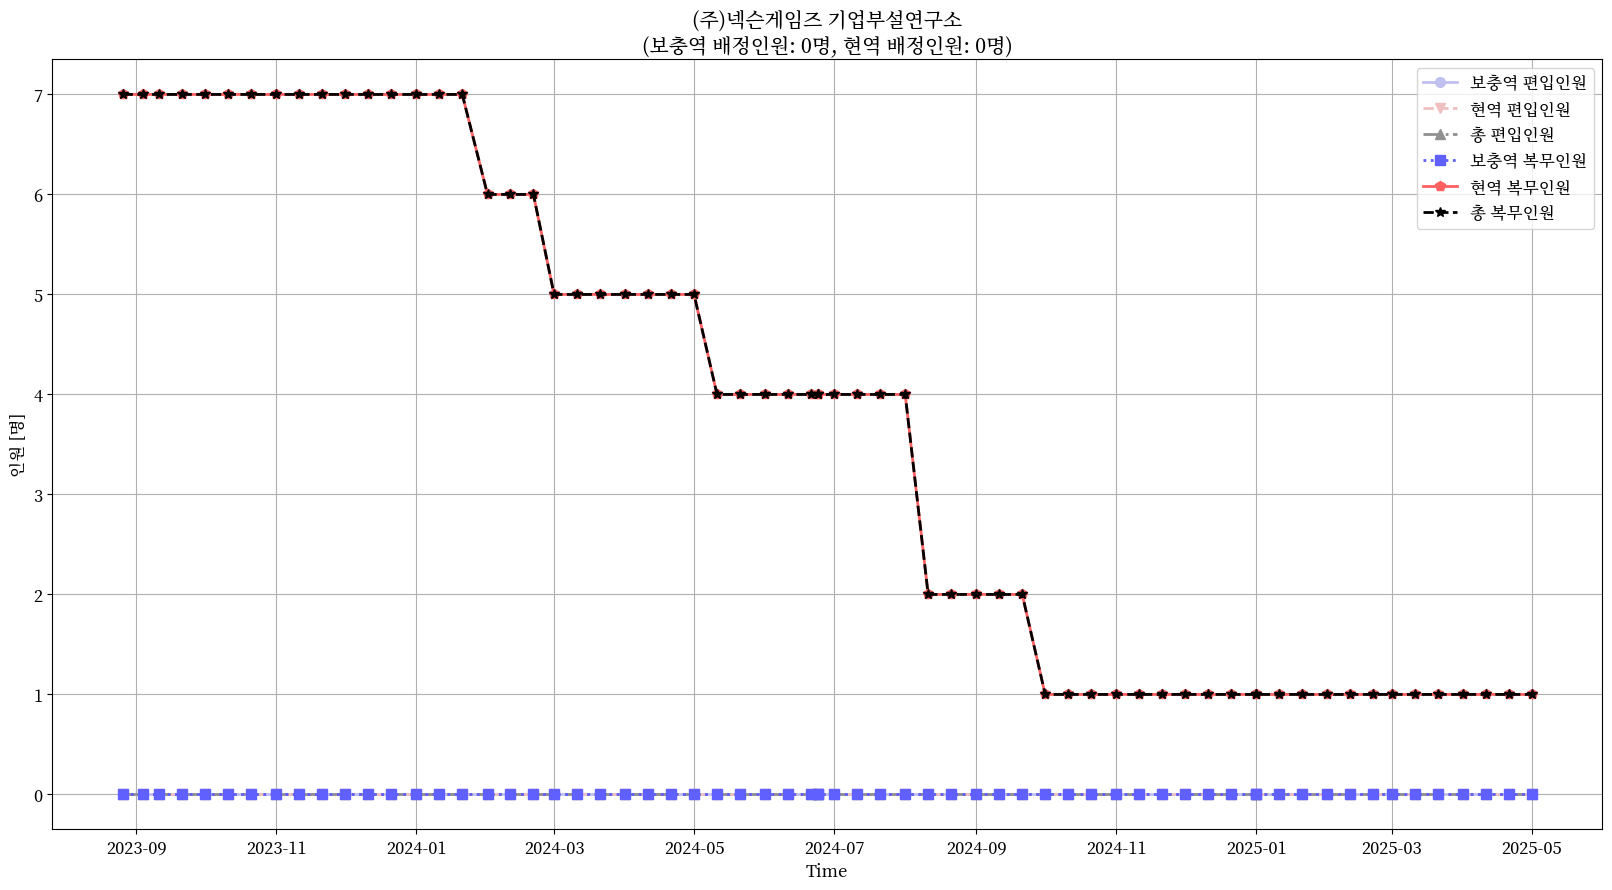 (주)넥슨게임즈 기업부설연구소
(보충역 배정인원: 0명, 현역 배정인원: 0명)
보충역 편입인원
현역 편입인원
총 편입인원
보충역 복무인원
현역 복무인원
총 복무인원
인원 [명]
7
6
5
4
3
2
1
0
2023-09 2023-11 2024-01 2024-03 2024-05 2024-07 2024-09 2024-11 2025-01 2025-03 2025-05
Time